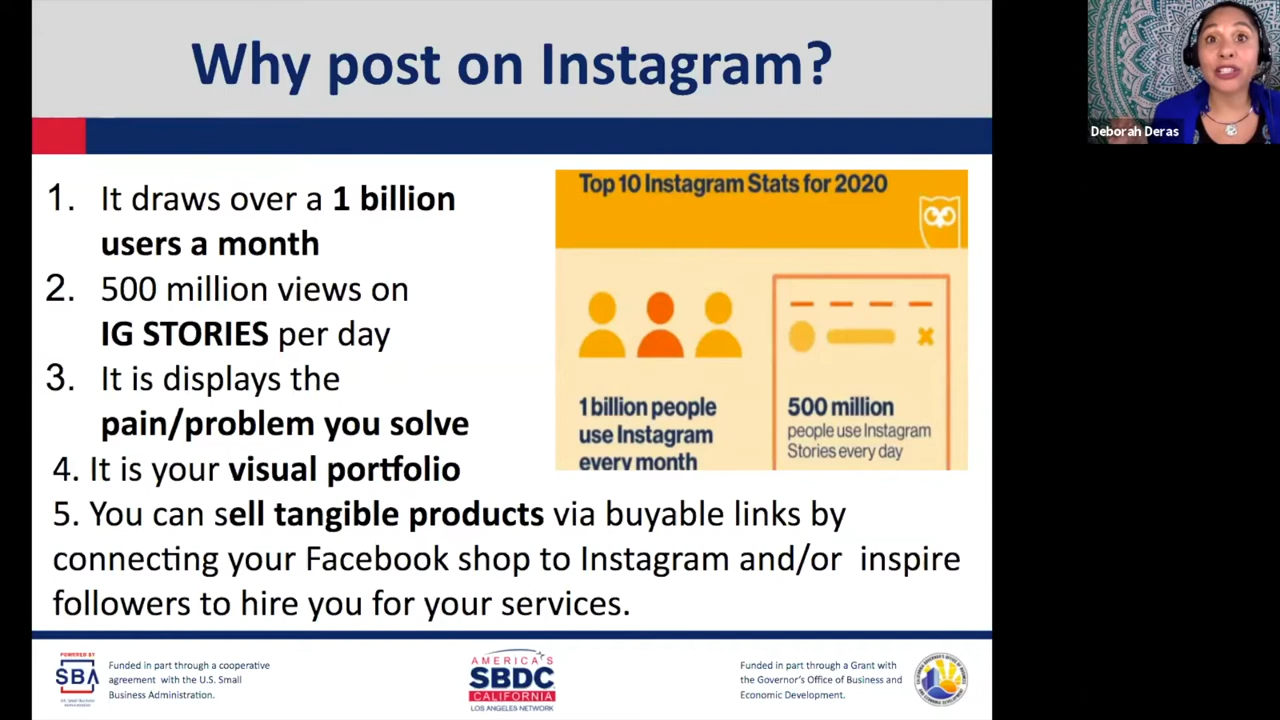 Why post on Instagram?
Deborah Deras
1. It draws over a 1 billion
users a month
2. 500 million views on
IG STORIES per day
3. It is displays the
pain/problem you solve
4. It is your visual portfolio
5. You can sell tangible products via buyable links by
connecting your Facebook shop to Instagram and/or inspire
followers to hire you for your services.
Top 10 Instagram Stats for 2020
1 billion people
use Instagram
every month
500 million
people use Instagram
Stories every day
POWERED BY
SBA
Funded in part through a cooperative
agreement with the U.S. Small
Business Administration.
AMERICA'S
SBDC
CALIFORNIA
LOS ANGELES NETWORK
Funded in part through a Grant with
the Governor's Office of Business and
Economic Development.